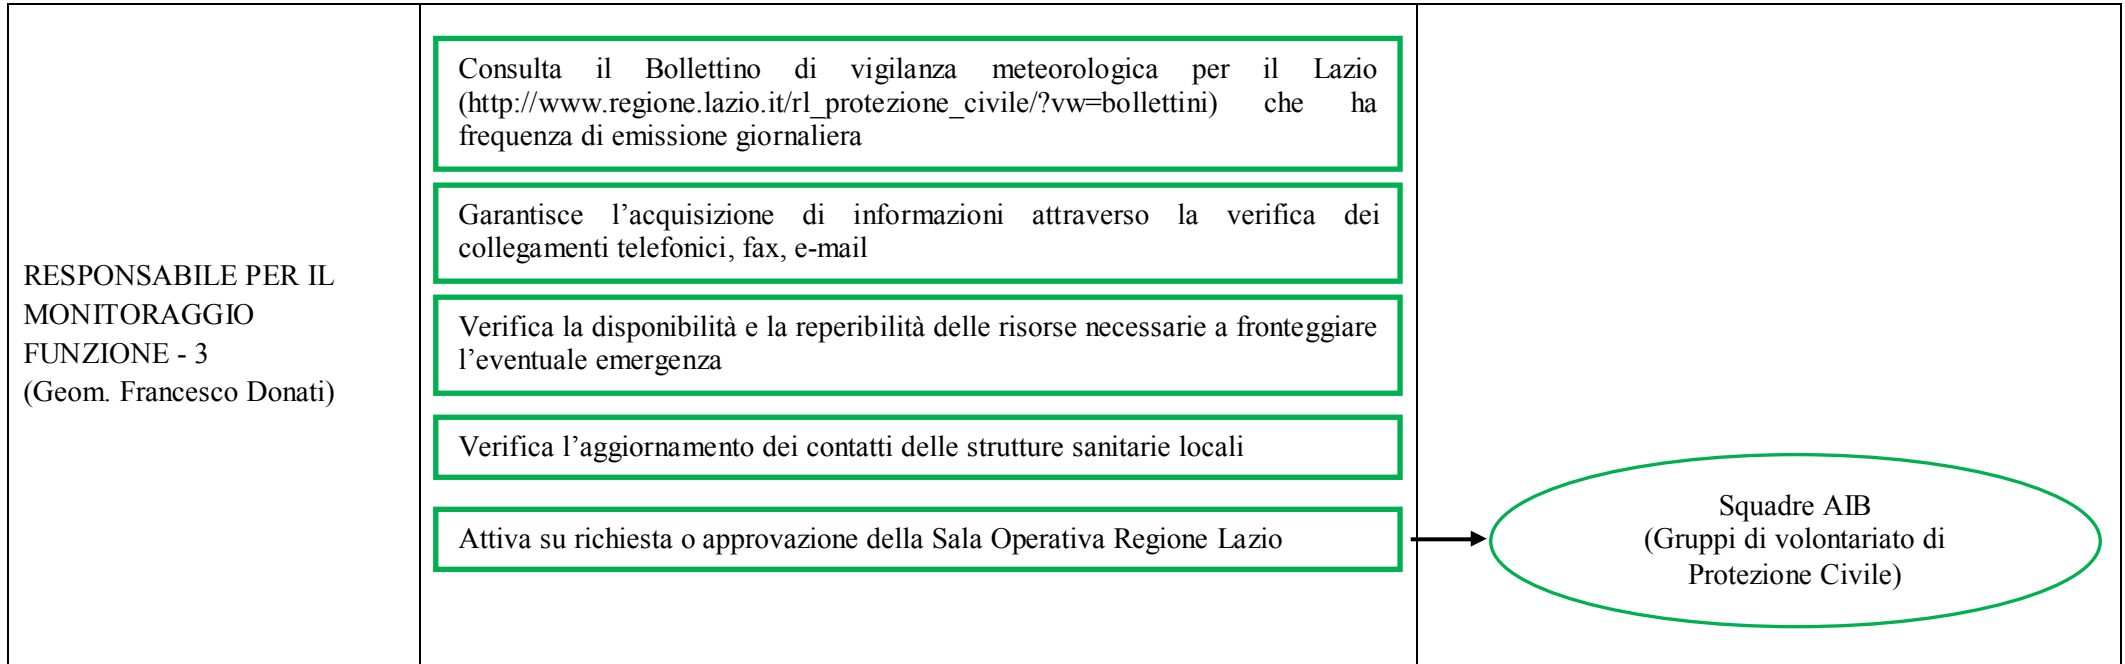 RESPONSABILE PER IL
MONITORAGGIO
FUNZIONE - 3
(Geom. Francesco Donati)
Consulta il Bollettino di vigilanza meteorologica per il Lazio
(http://www.regione.lazio.it/rl_protezione_civile/?vw=bollettini) che ha
frequenza di emissione giornaliera
Garantisce l’acquisizione di informazioni attraverso la verifica dei
collegamenti telefonici, fax, e-mail
Verifica la disponibilità e la reperibilità delle risorse necessarie a fronteggiare
l’eventuale emergenza
Verifica l’aggiornamento dei contatti delle strutture sanitarie locali
Attiva su richiesta o approvazione della Sala Operativa Regione Lazio
Squadre AIB
(Gruppi di volontariato di
Protezione Civile)